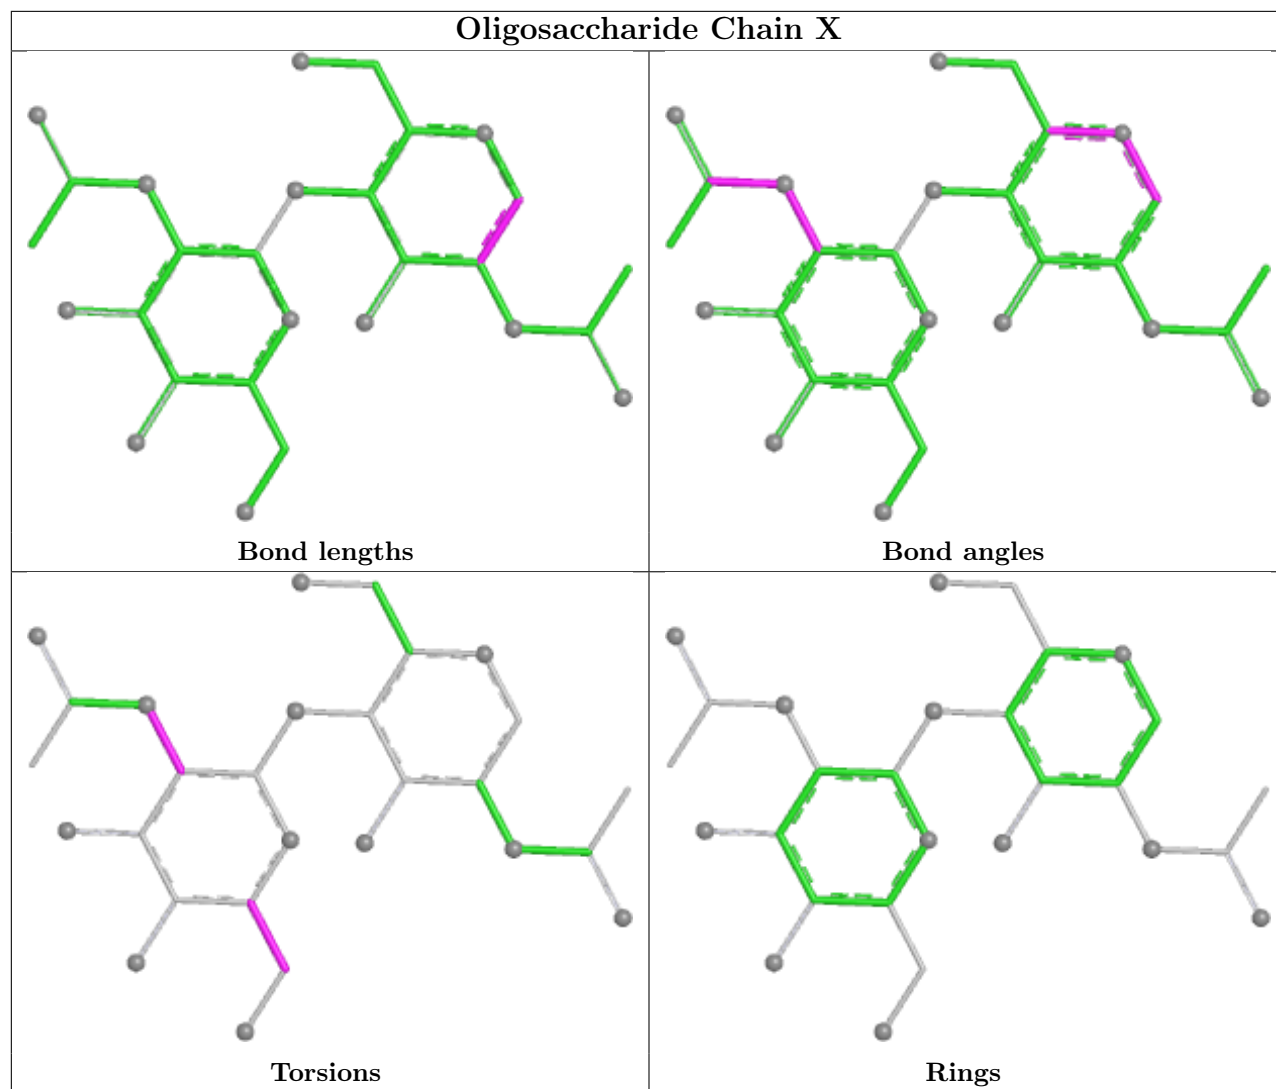 Oligosaccharide Chain X
Bond lengths
Bond angles
Torsions
Rings